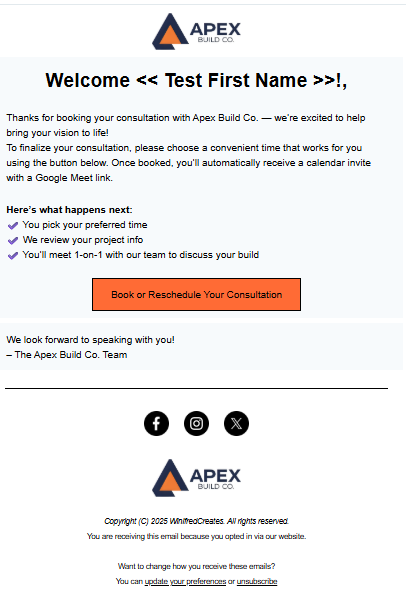 APEX
BUILD CO.
Welcome << Test First Name >>!,
Thanks for booking your consultation with Apex Build Co. — we're excited to help
bring your vision to life!
To finalize your consultation, please choose a convenient time that works for you
using the button below. Once booked, you'll automatically receive a calendar invite
with a Google Meet link.
Here's what happens next:
You pick your preferred time
We review your project info
You'll meet 1-on-1 with our team to discuss your build
Book or Reschedule Your Consultation
We look forward to speaking with you!
– The Apex Build Co. Team
APEX
BUILD CO.
Copyright (C) 2025 WinifredCreates. All rights reserved.
You are receiving this email because you opted in via our website.
Want to change how you receive these emails?
You can update your preferences or unsubscribe